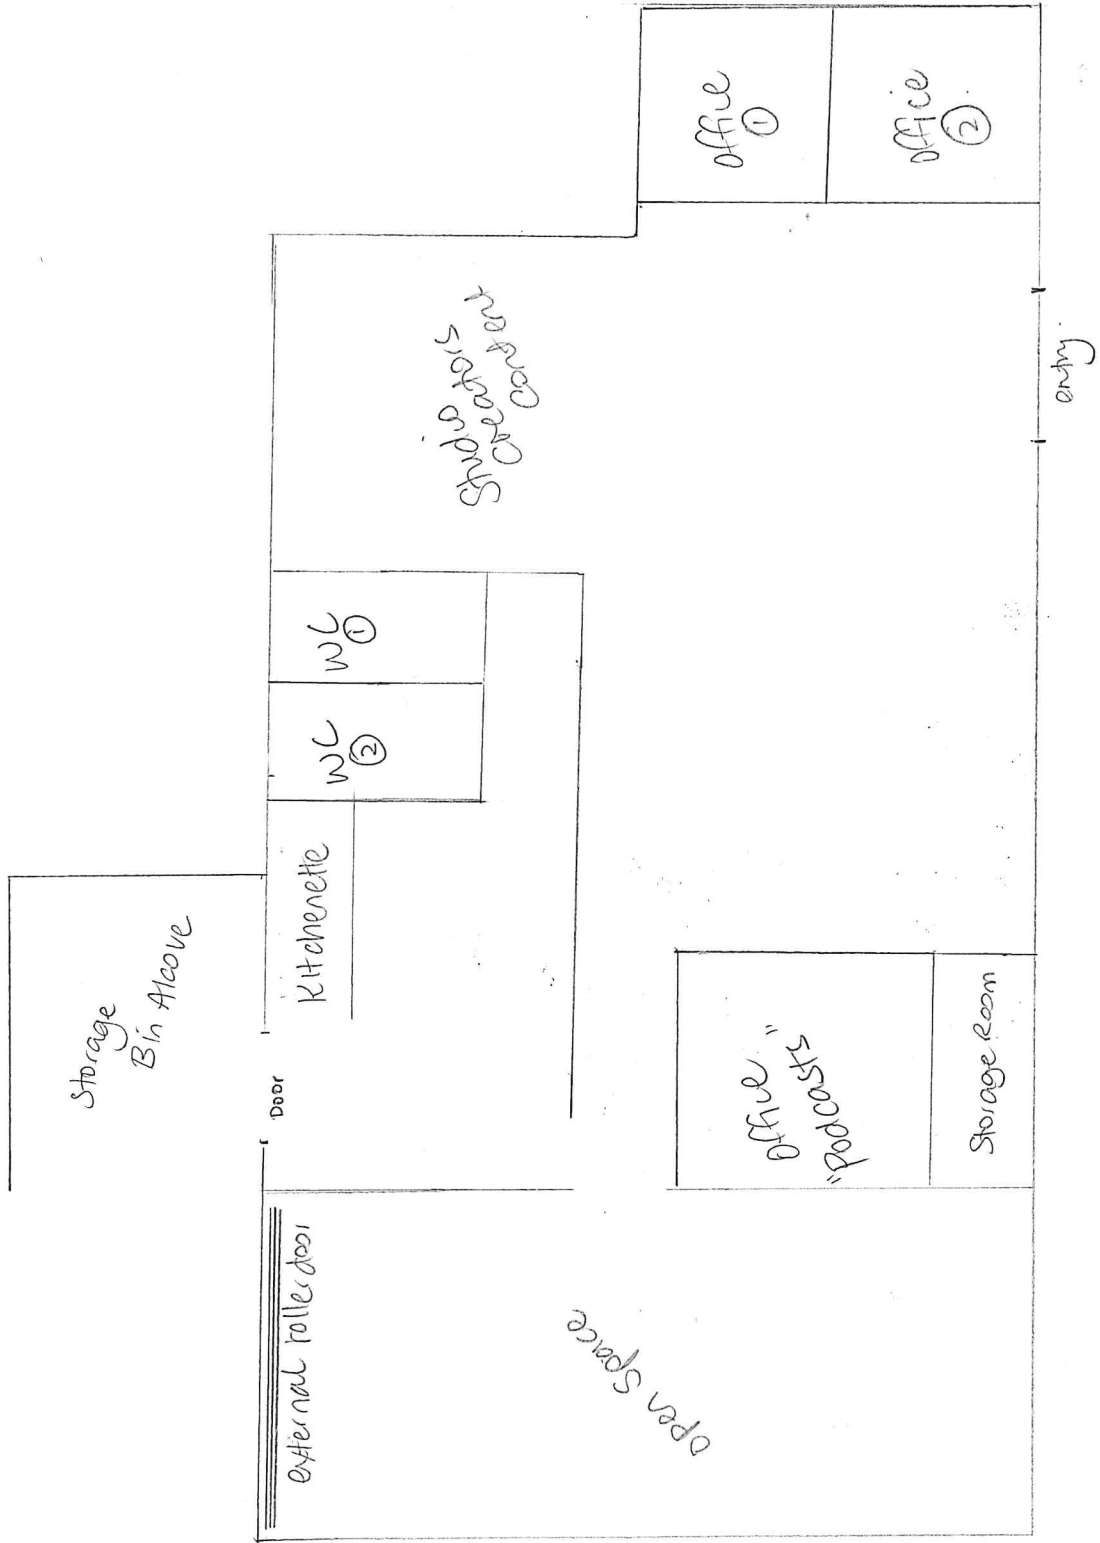 Storage
Bin Alcove
Door
Kitchenette
WC
②
WC
①
Studio
Creators
Content
office
①
office
②
external roller door
open space
office
"Podcasts"
Storage Room
entry